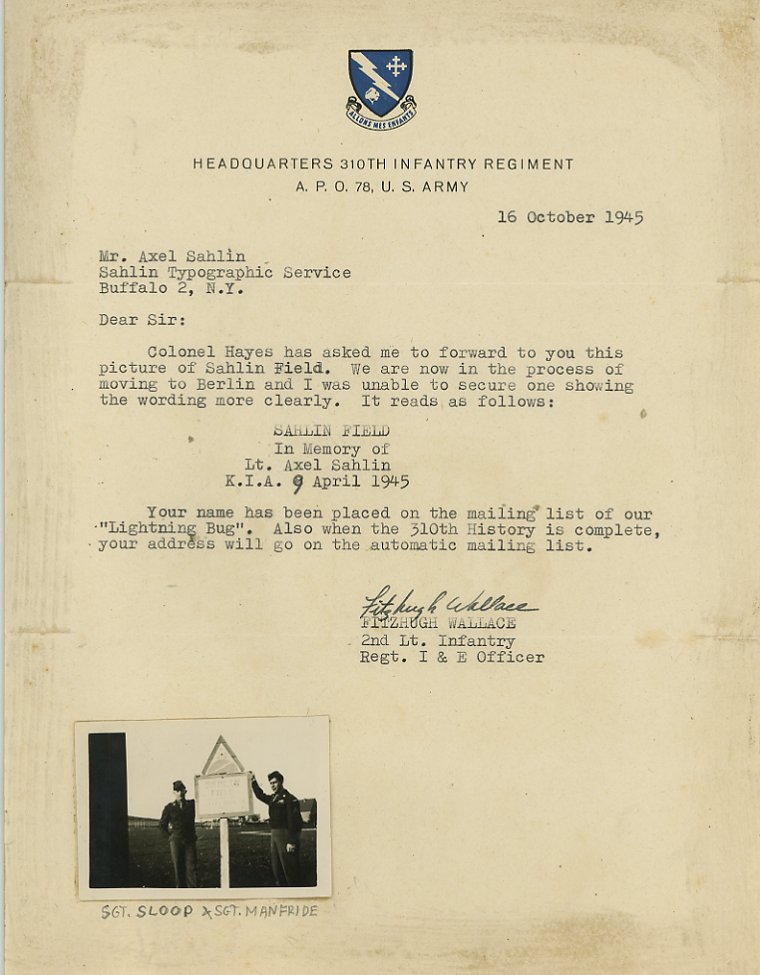 ALLONS MES ENFANTS
HEADQUARTERS 310TH INFANTRY REGIMENT
A. P. O. 78, U. S. ARMY
16 October 1945
Mr. Axel Sahlin
Sahlin Typographic Service
Buffalo 2, N.Y.
Dear Sir:
Colonel Hayes has asked me to forward to you this
picture of Sahlin Field. We are now in the process of
moving to Berlin and I was unable to secure one showing
the wording more clearly. It reads as follows:
SAHLIN FIELD
In Memory of
Lt. Axel Sahlin
K.I.A. 9 April 1945
Your name has been placed on the mailing list of our
"Lightning Bug". Also when the 310th History is complete,
your address will go on the automatic mailing list.
Fitzhugh Wallace
FITZHUGH WALLACE
2nd Lt. Infantry
Regt. I & E Officer
SGT. SLOOP & SGT. MANFRIDE